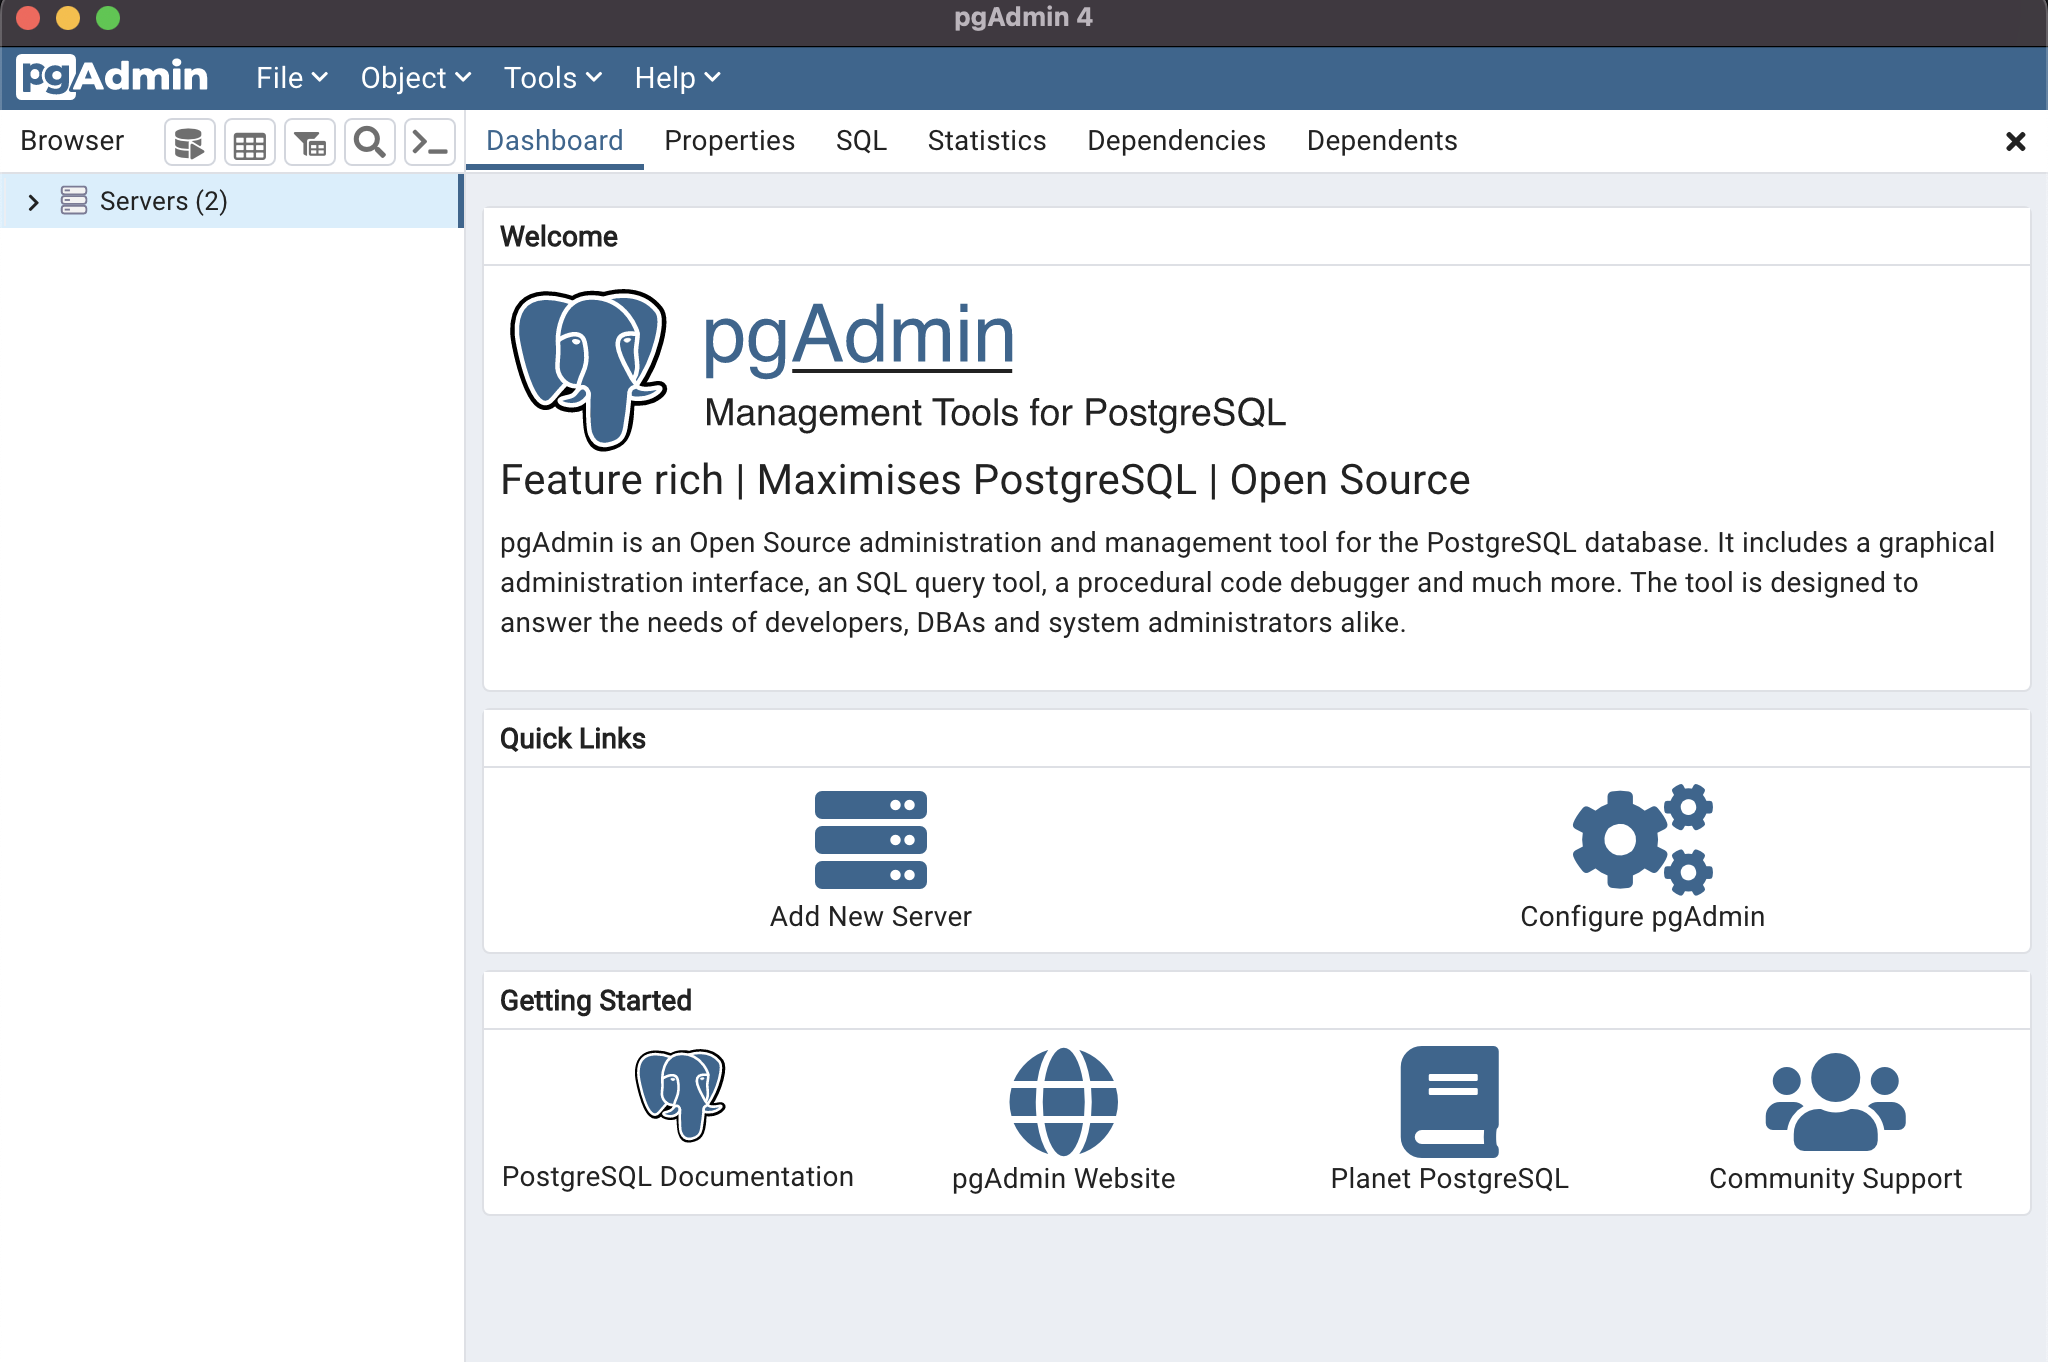 pgAdmin 4
pgAdmin File Object Tools Help
Browser Dashboard Properties SQL Statistics Dependencies Dependents
Servers (2)
Welcome
pgAdmin
Management Tools for PostgreSQL
Feature rich | Maximises PostgreSQL | Open Source
pgAdmin is an Open Source administration and management tool for the PostgreSQL database. It includes a graphical
administration interface, an SQL query tool, a procedural code debugger and much more. The tool is designed to
answer the needs of developers, DBAs and system administrators alike.
Quick Links
Add New Server Configure pgAdmin
Getting Started
PostgreSQL Documentation pgAdmin Website Planet PostgreSQL Community Support